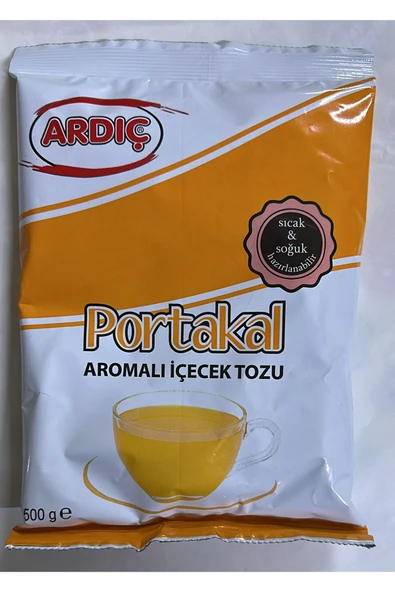 ARDIÇ
sıcak
&
soğuk
hazırlanabilir
Portakal
AROMALI İÇECEK TOZU
500 g e